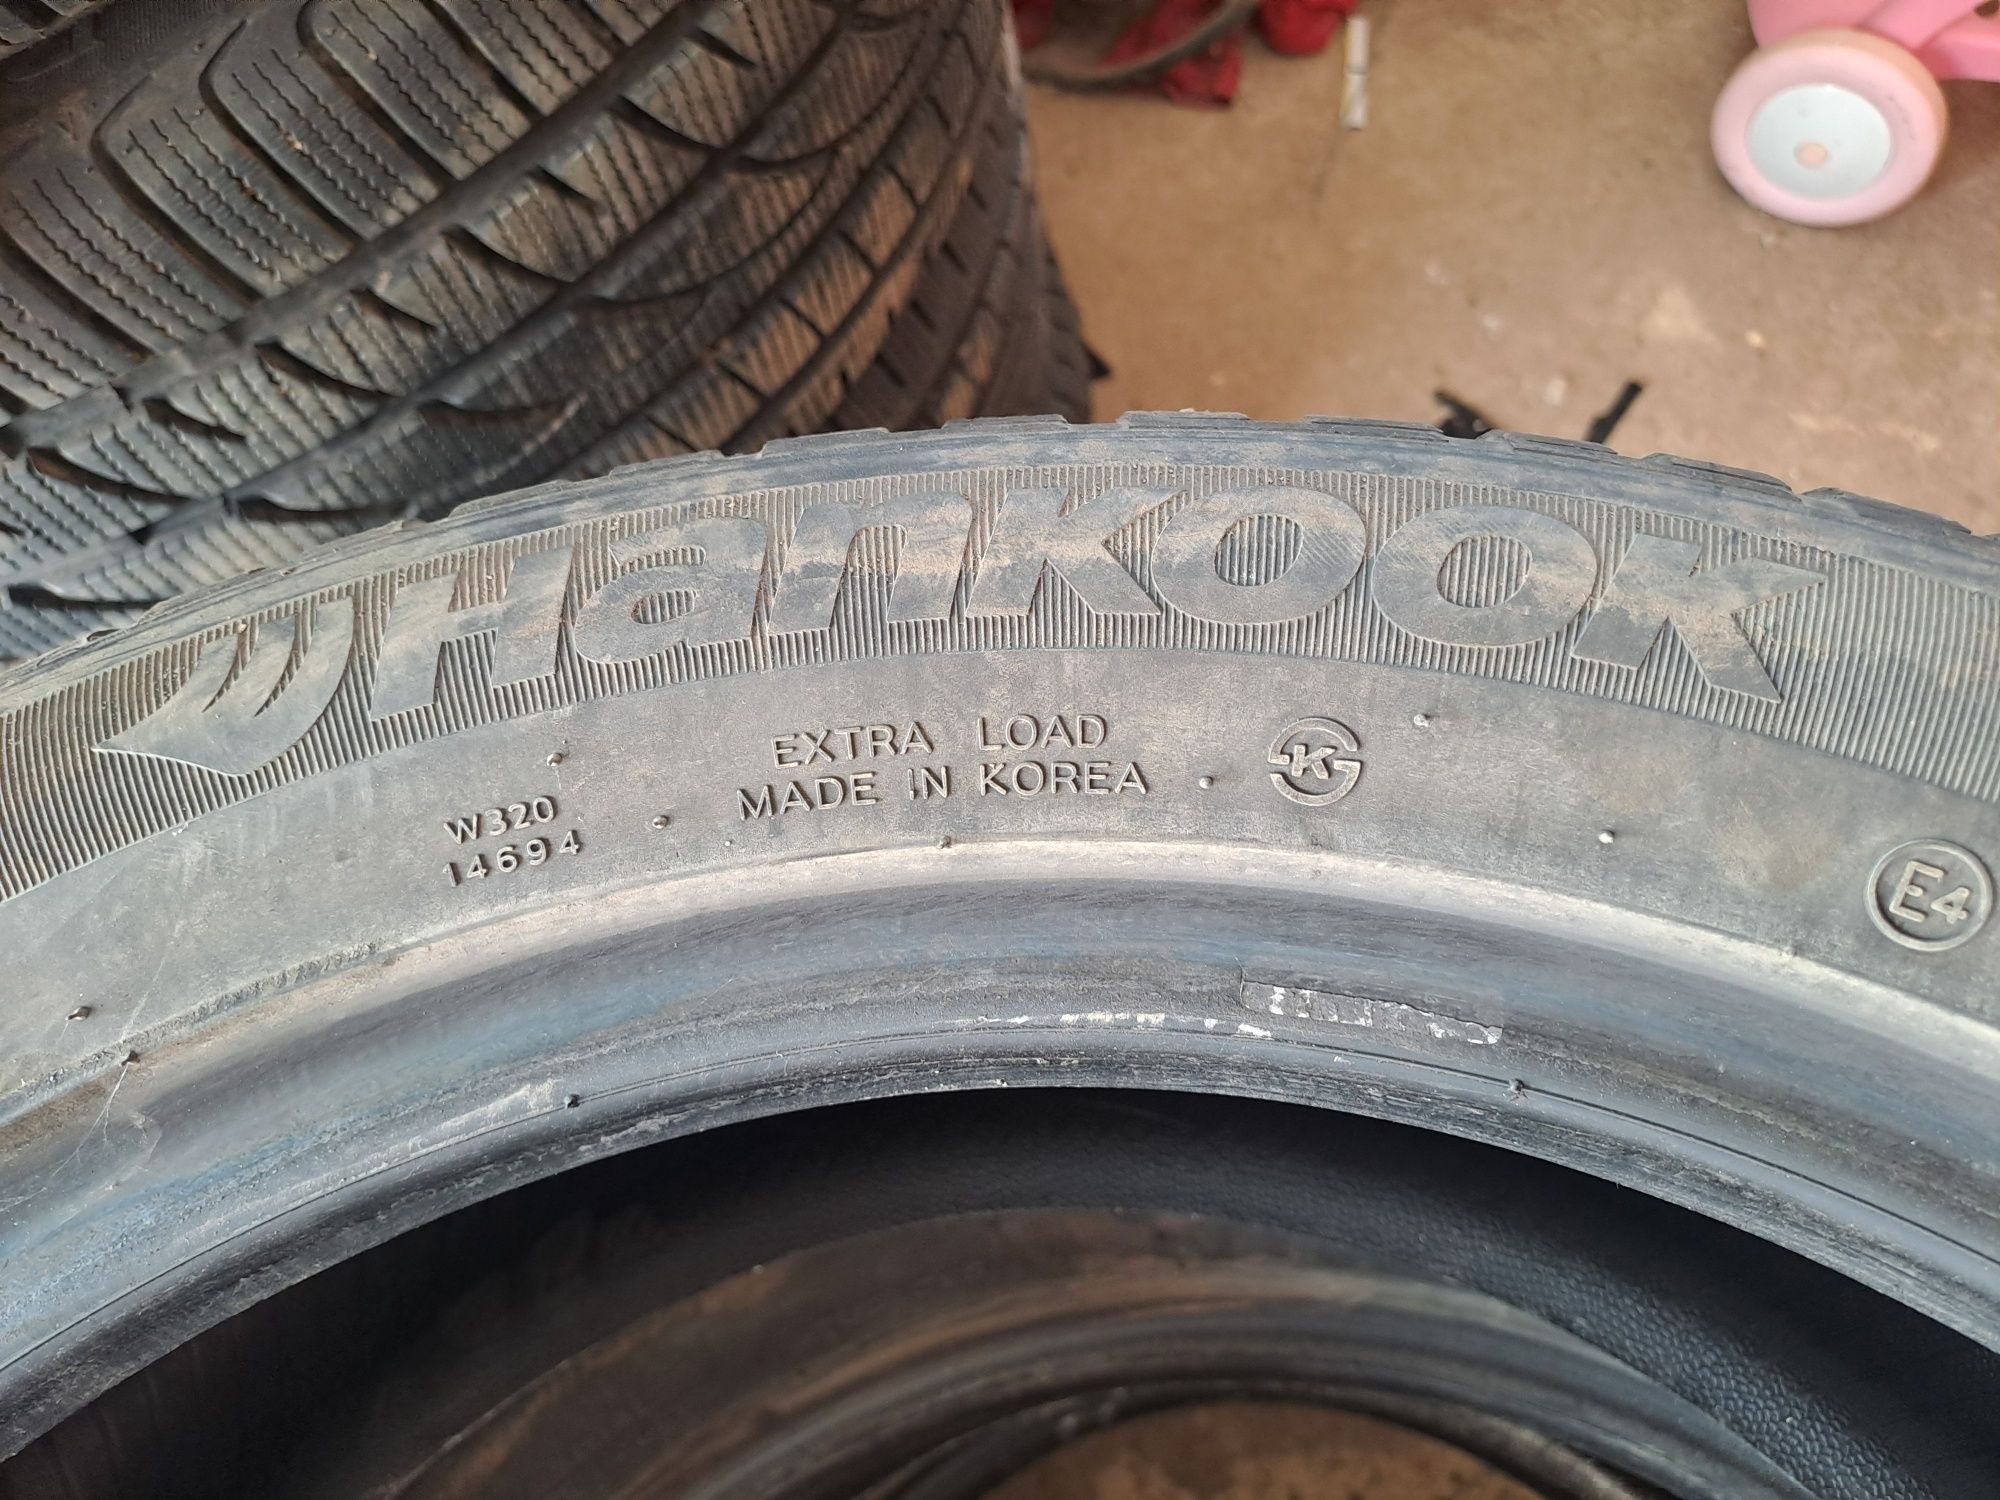 Hankook
EXTRA LOAD
MADE IN KOREA
K
W320
14694
E4